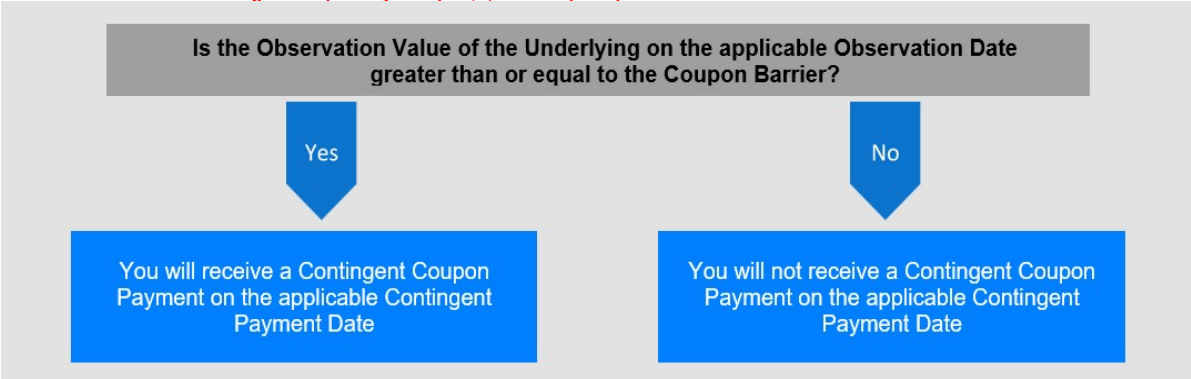 Is the Observation Value of the Underlying on the applicable Observation Date
greater than or equal to the Coupon Barrier?
Yes
No
You will receive a Contingent Coupon
Payment on the applicable Contingent
Payment Date
You will not receive a Contingent Coupon
Payment on the applicable Contingent
Payment Date